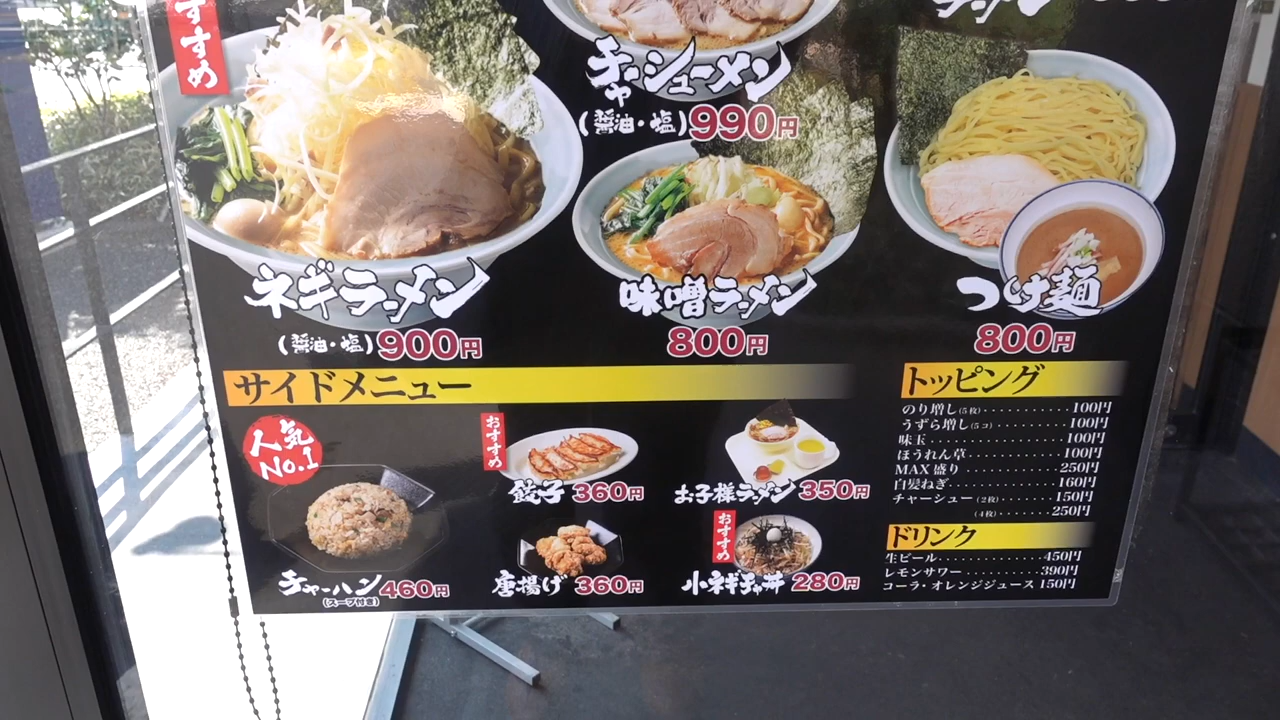 すすめ
チャーシューメン
(醤油・塩)990円
ネギラーメン
(醤油・塩)900円
味噌ラーメン
800円
つけ麺
800円
サイドメニュー
人気
No.1
チャーハン460円
(スープ付き)
おすすめ
餃子 360円
唐揚げ 360円
お子様ラーメン350円
おすすめ
小ネギチャ丼 280円
トッピング
のり増し(5枚)・・・・・・・・・・・100円
うずら増し(5コ)・・・・・・・・・・100円
味玉・・・・・・・・・・・・・・・・100円
ほうれん草・・・・・・・・・・・・・100円
MAX盛り・・・・・・・・・・・・・250円
白髪ねぎ・・・・・・・・・・・・・・160円
チャーシュー(2枚)・・・・・・・150円
(4枚)・・・・・・・250円
ドリンク
生ビール・・・・・・・・・・・・・450円
レモンサワー・・・・・・・・・・・390円
コーラ・オレンジジュース 150円